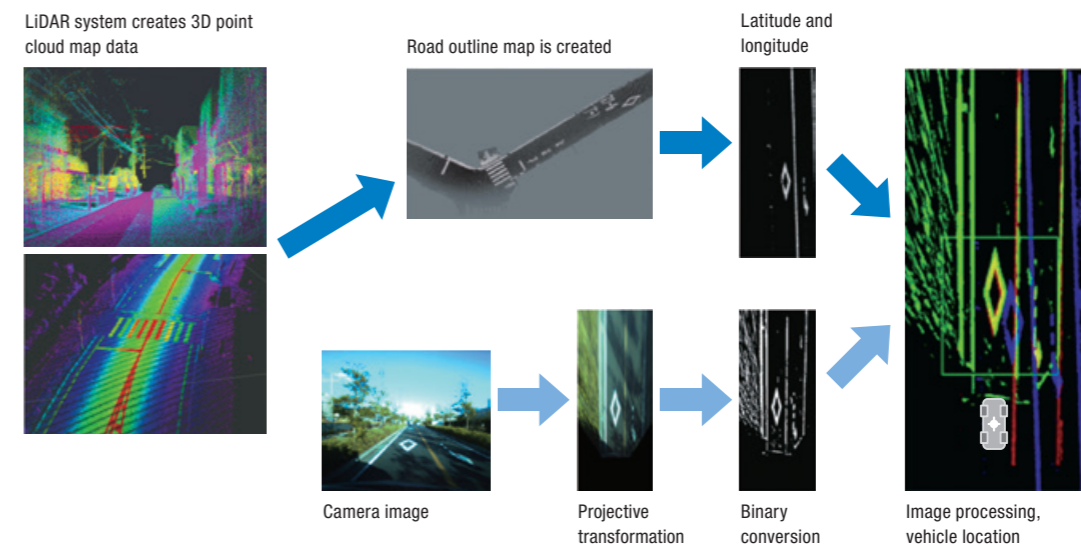 LiDAR system creates 3D point
cloud map data
Road outline map is created
Latitude and
longitude
Camera image
Projective
transformation
Binary
conversion
Image processing,
vehicle location